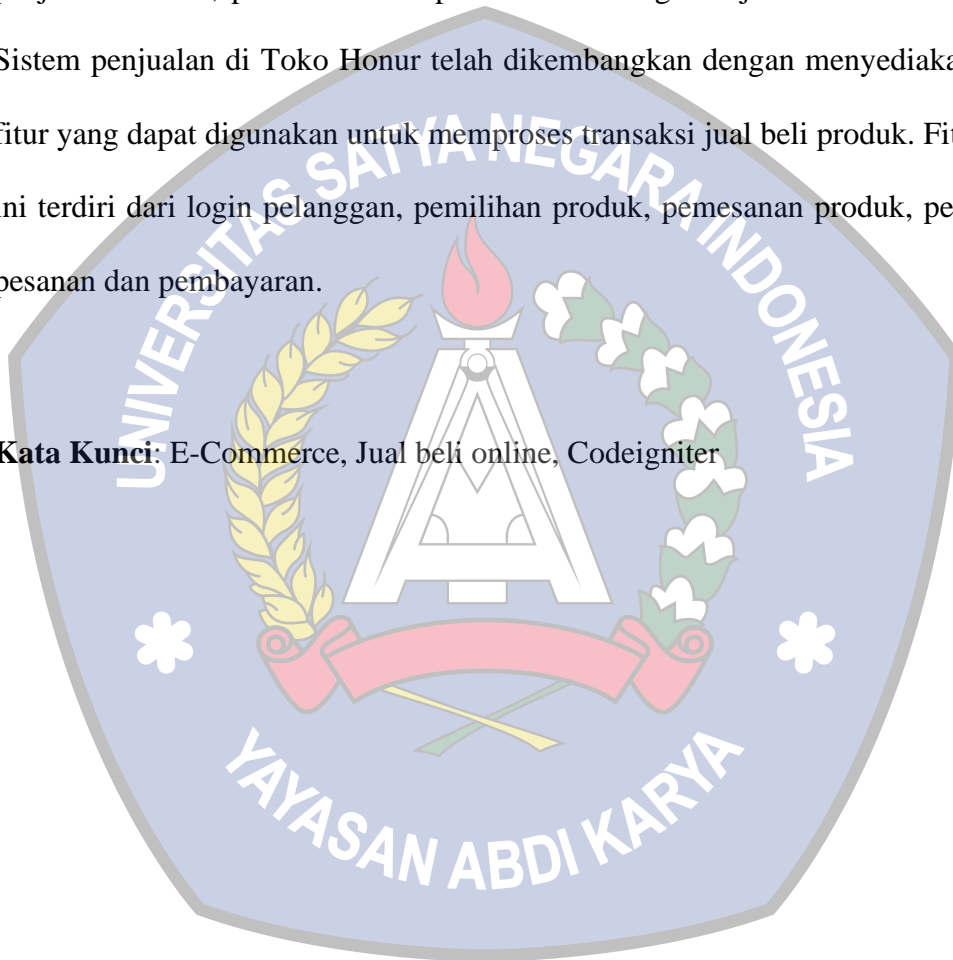 Sistem penjualan di Toko Honur telah dikembangkan dengan menyediaka
fitur yang dapat digunakan untuk memproses transaksi jual beli produk. Fit
ini terdiri dari login pelanggan, pemilihan produk, pemesanan produk, pe
pesanan dan pembayaran.
Kata Kunci: E-Commerce, Jual beli online, Codeigniter
UNIVERSITAS SATYA NEGARA INDONESIA
YAYASAN ABDI KARYA